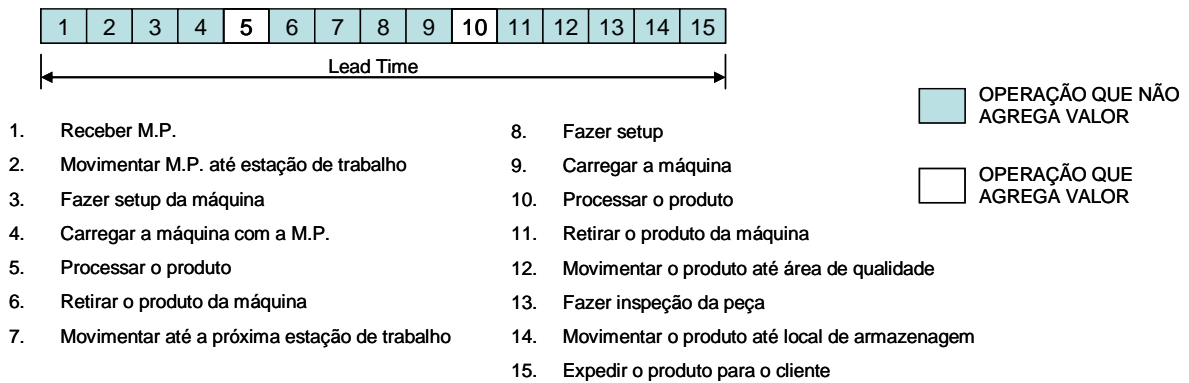 1 2 3 4 5 6 7 8 9 10 11 12 13 14 15
Lead Time
OPERAÇÃO QUE NÃO
AGREGA VALOR
OPERAÇÃO QUE
AGREGA VALOR
1. Receber M.P.
2. Movimentar M.P. até estação de trabalho
3. Fazer setup da máquina
4. Carregar a máquina com a M.P.
5. Processar o produto
6. Retirar o produto da máquina
7. Movimentar até a próxima estação de trabalho
8. Fazer setup
9. Carregar a máquina
10. Processar o produto
11. Retirar o produto da máquina
12. Movimentar o produto até área de qualidade
13. Fazer inspeção da peça
14. Movimentar o produto até local de armazenagem
15. Expedir o produto para o cliente